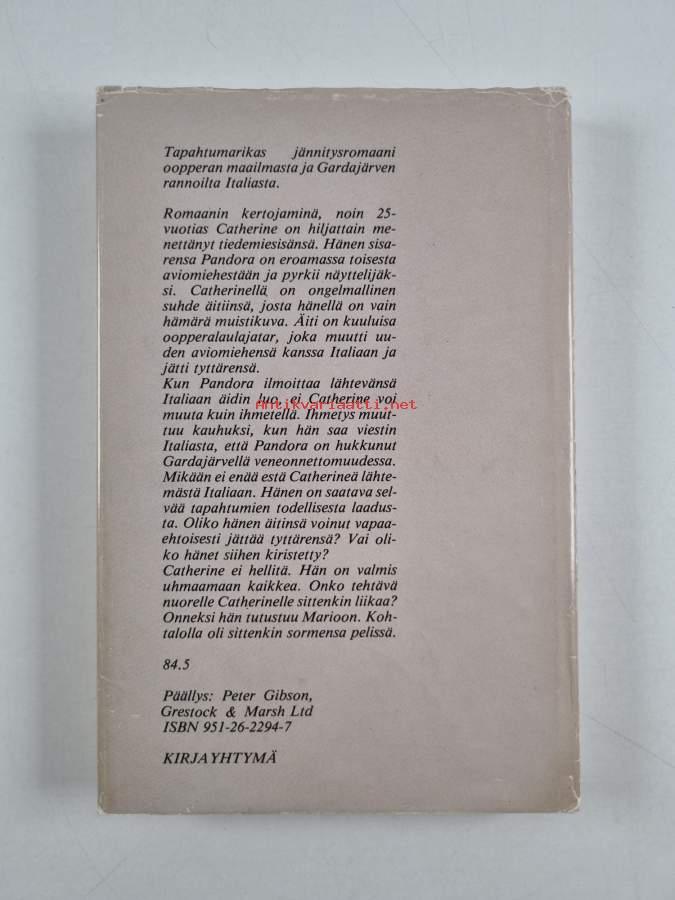 Tapahtumarikas jännitysromaani
oopperan maailmasta ja Gardajärven
rannoilta Italiasta.
Romaanin kertojaminä, noin 25-
vuotias Catherine on hiljattain me-
nettänyt tiedemiesisänsä. Hänen sisa-
rensa Pandora on eroamassa toisesta
aviomiehestään ja pyrkii näyttelijäk-
si. Catherinellä on ongelmallinen
suhde äitiinsä, josta hänellä on vain
hämärä muistikuva. Äiti on kuuluisa
oopperalaulajatar, joka muutti uu-
den aviomiehensä kanssa Italiaan ja
jätti tyttärensä.
Kun Pandora ilmoittaa lähtevänsä
Italiaan äidin luo, ei Catherine voi
Antikvariaatti.net
muuta kuin ihmetellä. Ihmetys muut-
tuu kauhuksi, kun hän saa viestin
Italiasta, että Pandora on hukkunut
Gardajärvellä veneonnettomuudessa.
Mikään ei enää estä Catherineä lähte-
mästä Italiaan. Hänen on saatava sel-
vää tapahtumien todellisesta laadus-
ta. Oliko hänen äitinsä voinut vapaa-
ehtoisesti jättää tyttärensä? Vai oli-
ko hänet siihen kiristetty?
Catherine ei hellitä. Hän on valmis
uhmaamaan kaikkea. Onko tehtävä
nuorelle Catherinelle sittenkin liikaa?
Onneksi hän tutustuu Marioon. Koh-
talolla oli sittenkin sormensa pelissä.
84.5
Päällys: Peter Gibson,
Grestock & Marsh Ltd
ISBN 951-26-2294-7
KIRJAYHTYMÄ